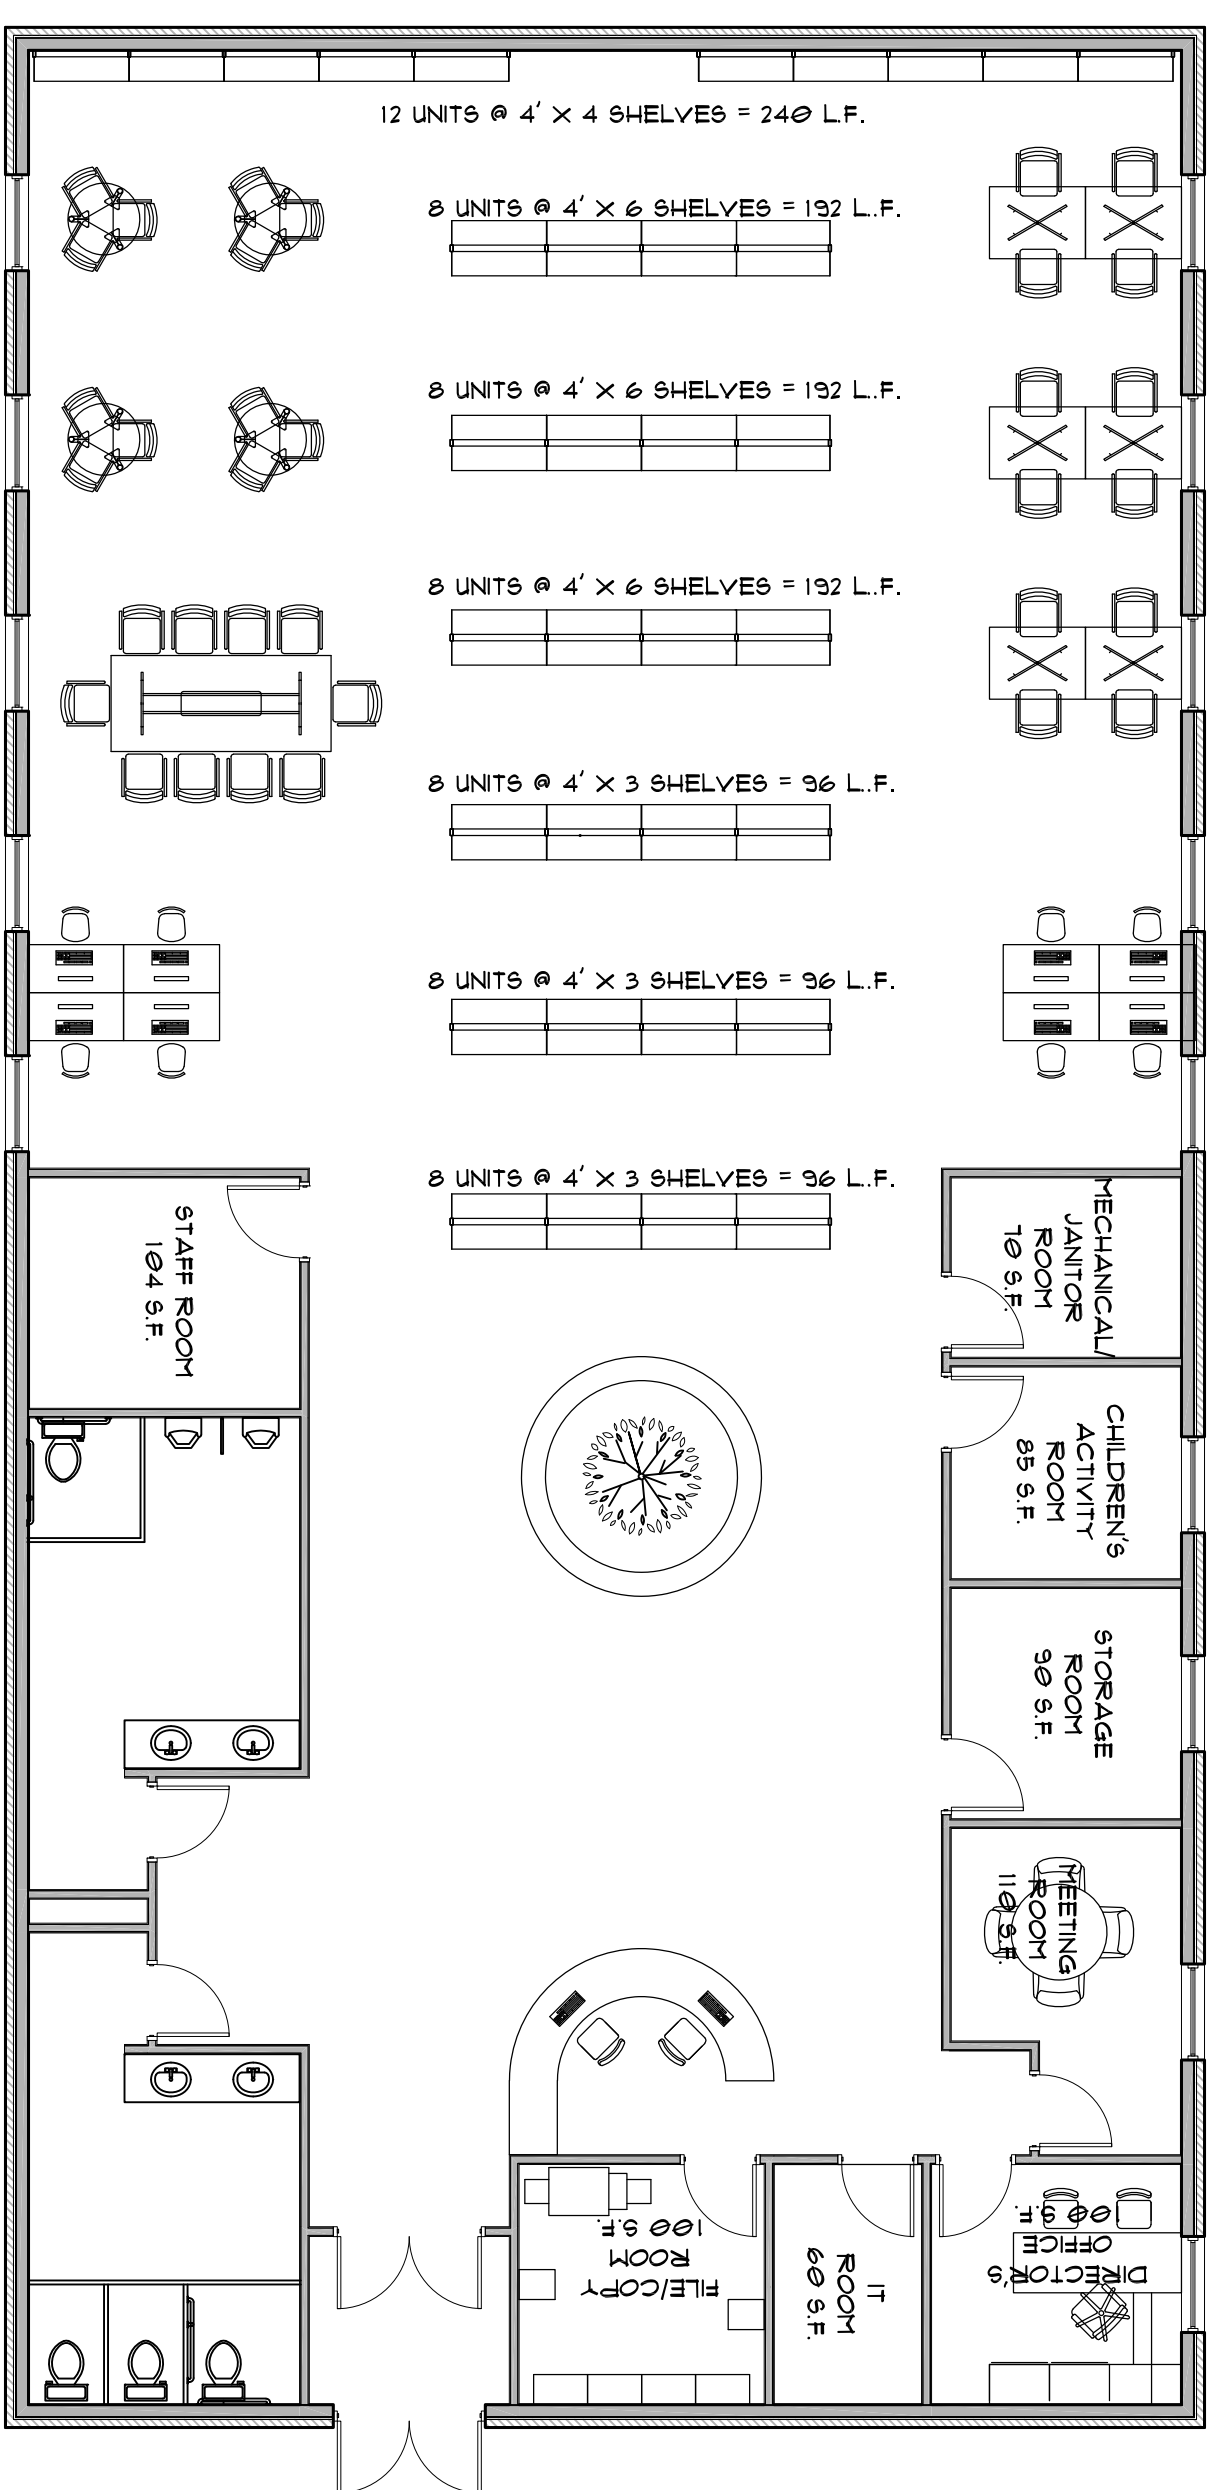 12 UNITS @ 4' X 4 SHELVES = 240 L.F.
8 UNITS @ 4' X 6 SHELVES = 192 L..F.
8 UNITS @ 4' X 6 SHELVES = 192 L..F.
8 UNITS @ 4' X 6 SHELVES = 192 L..F.
8 UNITS @ 4' X 3 SHELVES = 96 L..F.
8 UNITS @ 4' X 3 SHELVES = 96 L..F.
8 UNITS @ 4' X 3 SHELVES = 96 L..F.
STAFF ROOM
104 S.F.
MECHANICAL/
JANITOR
ROOM
70 S.F.
CHILDREN'S
ACTIVITY
ROOM
85 S.F.
STORAGE
ROOM
90 S.F.
MEETING
ROOM
110 S.F.
FILE/COPY
ROOM
100 S.F.
IT
ROOM
60 S.F.
DIRECTOR'S
OFFICE
100 S.F.